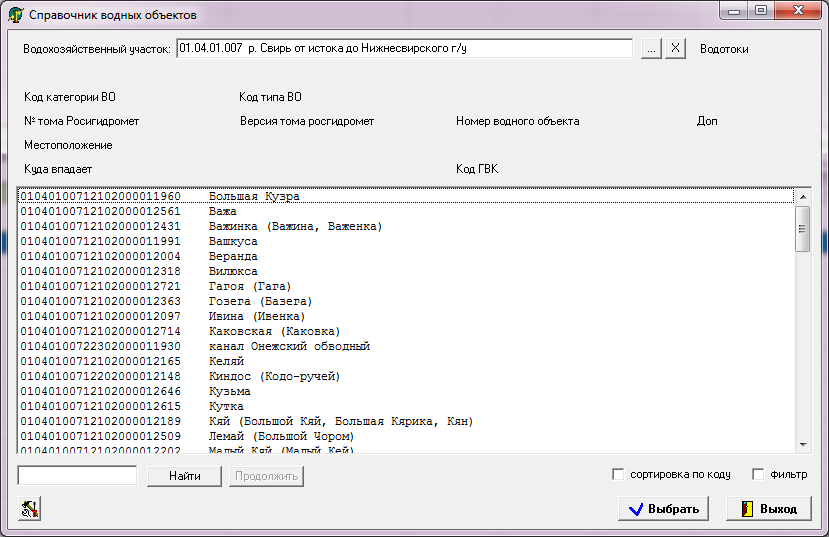 Справочник водных объектов
Водохозяйственный участок: 01.04.01.007 р. Свирь от истока до Нижнесвирского г/у ... X Водотоки
Код категории ВО Код типа ВО
№ тома Росигидромет Версия тома росгидромет Номер водного объекта Доп
Местоположение
Куда впадает Код ГВК
01040100712102000011960 Большая Кузра
01040100712102000012561 Важа
01040100712102000012431 Важинка (Важина,Важенка)
01040100712102000011991 Вашкуса
01040100712102000012004 Веранда
01040100712102000012318 Вилюкса
01040100712102000012721 Гагоя (Гага)
01040100712102000012363 Гозега (Базега)
01040100712102000012097 Ивина (Ивенка)
01040100712102000012714 Каковская (Каковка)
01040100722302000011930 канал Онежский обводный
01040100712102000012165 Келяй
01040100712202000012148 Киндос (Кодо-ручей)
01040100712102000012646 Кузьма
01040100712102000012615 Кутка
01040100712102000012189 Кяй (Большой Кяй, Большая Кярика, Кян)
01040100712102000012509 Лемай (Большой Чором)
01040100712102000012202 Малый Кяй (Малый Кей)
Найти Продолжить сортировка по коду фильтр
Выбрать Выход